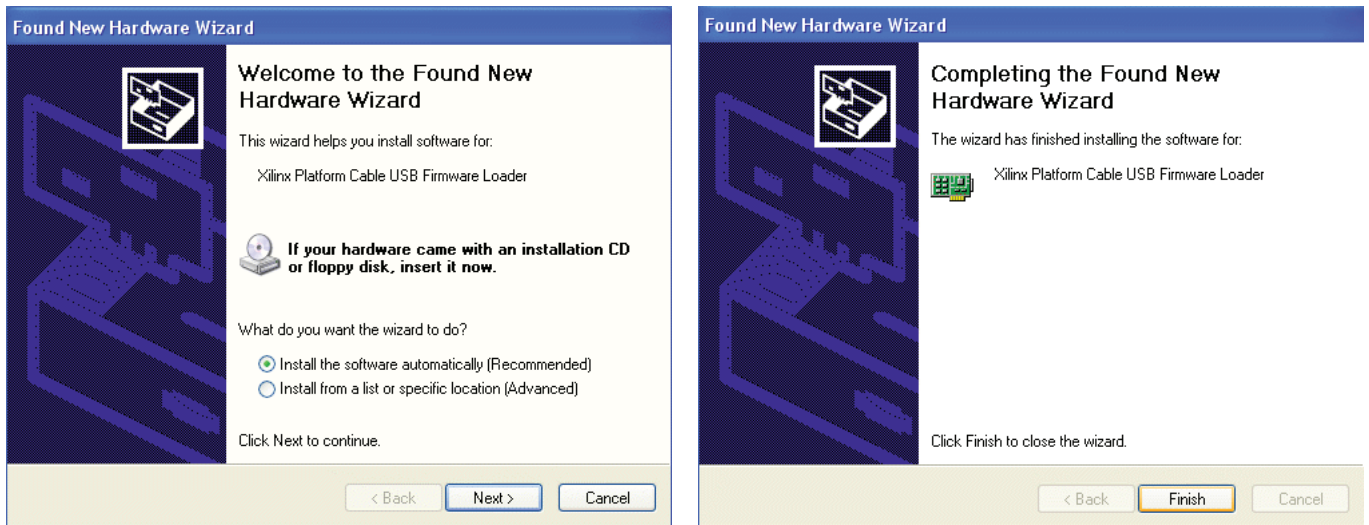 Found New Hardware Wizard
Welcome to the Found New
Hardware Wizard
This wizard helps you install software for:
Xilinx Platform Cable USB Firmware Loader
If your hardware came with an installation CD
or floppy disk, insert it now.
What do you want the wizard to do?
Install the software automatically (Recommended)
Install from a list or specific location (Advanced)
Click Next to continue.
< Back
Next >
Cancel
Found New Hardware Wizard
Completing the Found New
Hardware Wizard
The wizard has finished installing the software for:
Xilinx Platform Cable USB Firmware Loader
Click Finish to close the wizard.
< Back
Finish
Cancel